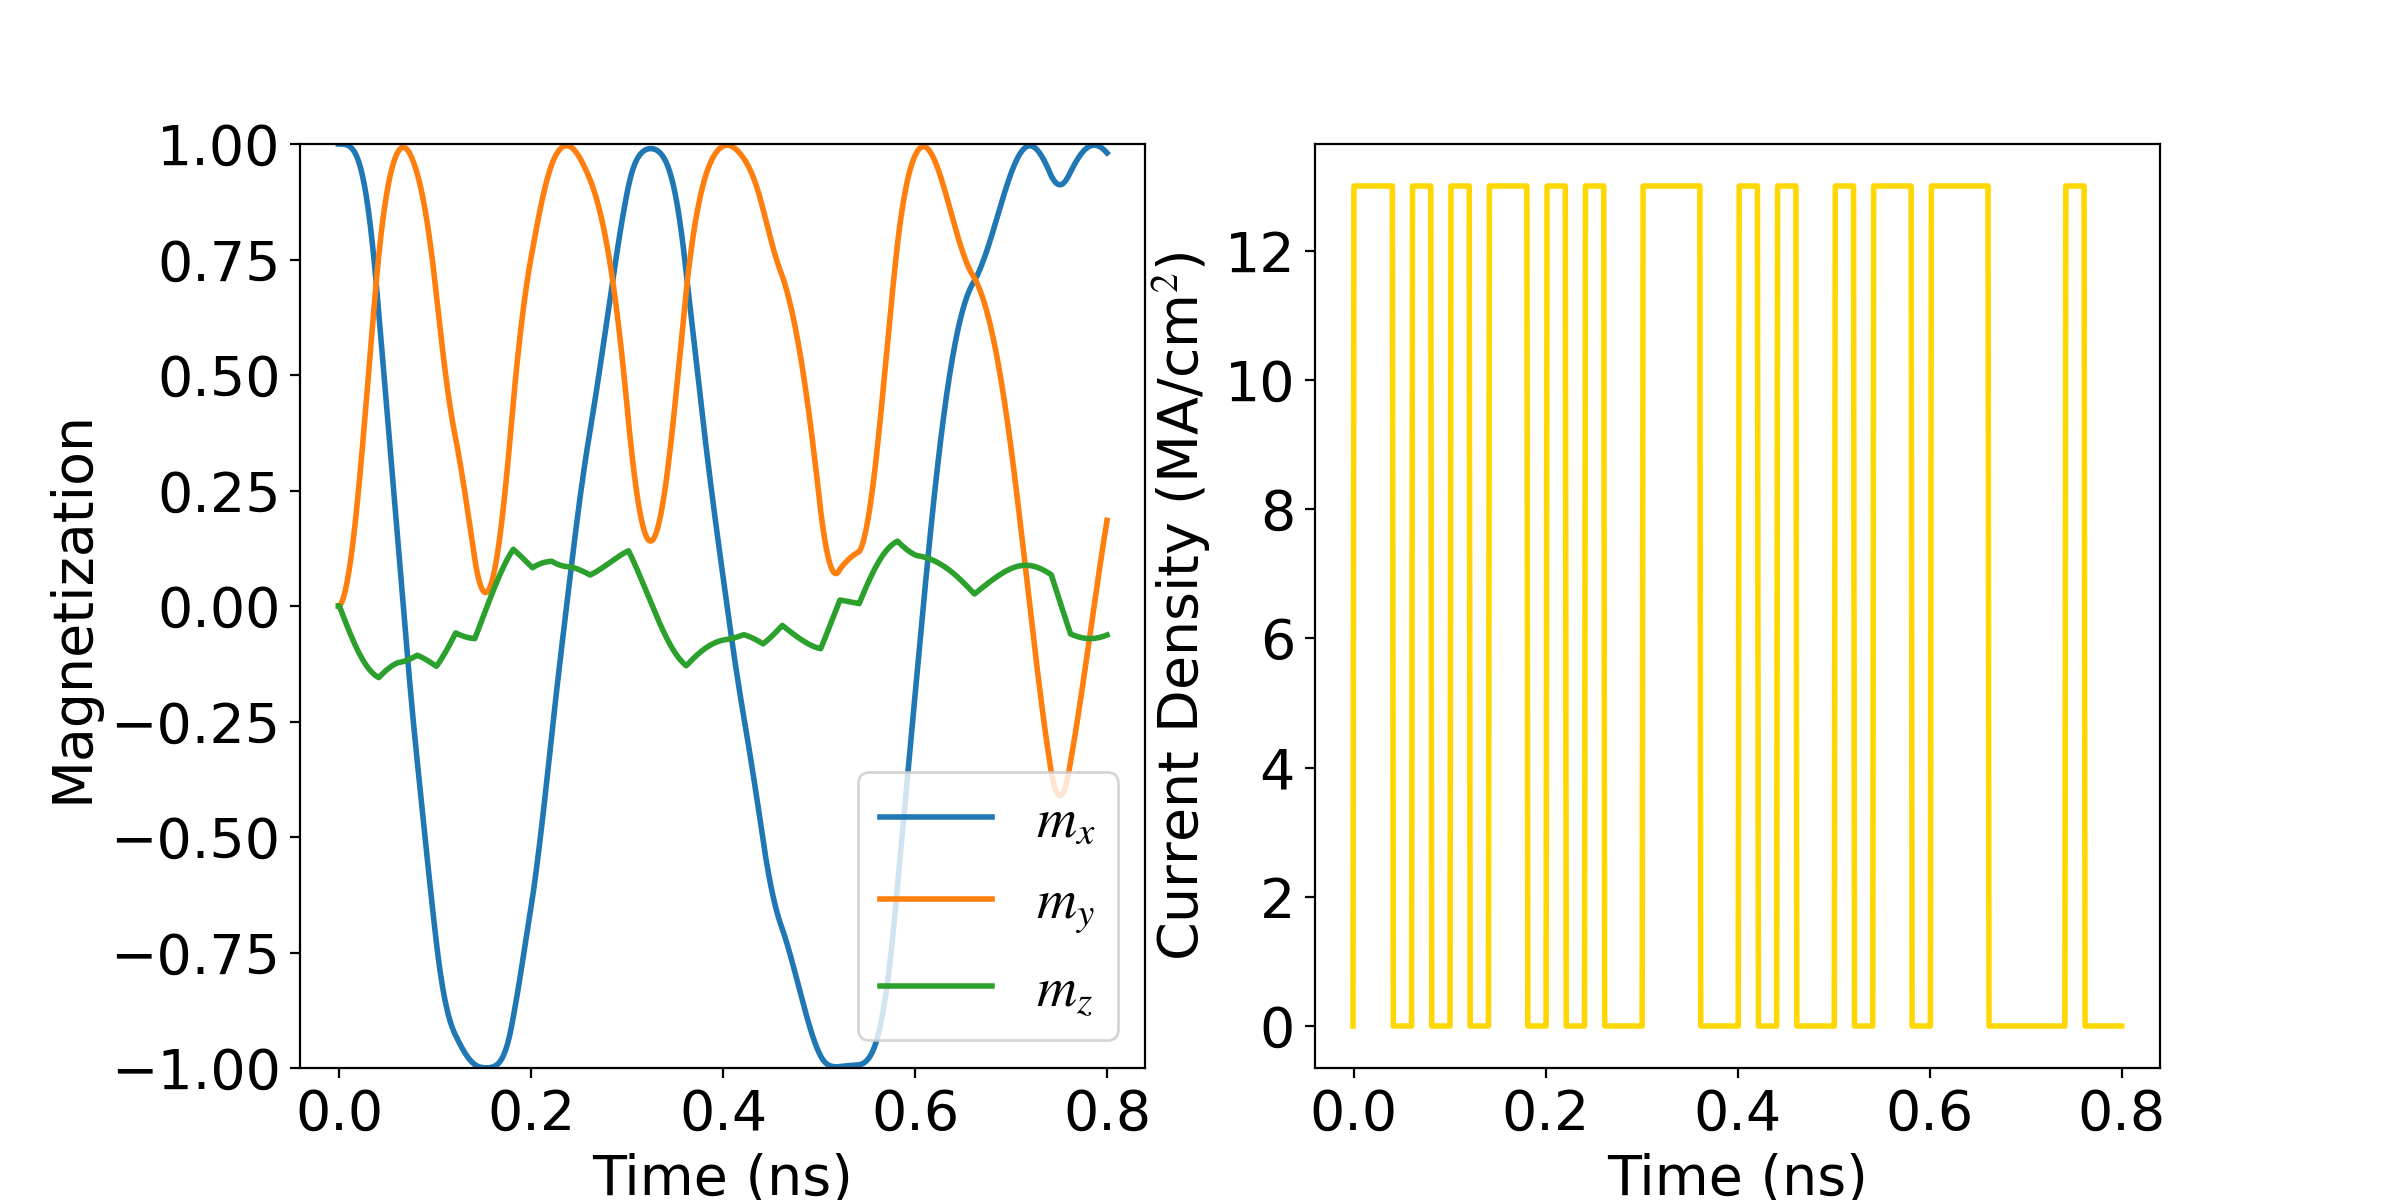 Magnetization
1.00
0.75
0.50
0.25
0.00
−0.25
−0.50
−0.75
−1.00
0.0 0.2 0.4 0.6 0.8
Time (ns)
m_x
m_y
m_z
Current Density (MA/cm²)
12
10
8
6
4
2
0
0.0 0.2 0.4 0.6 0.8
Time (ns)